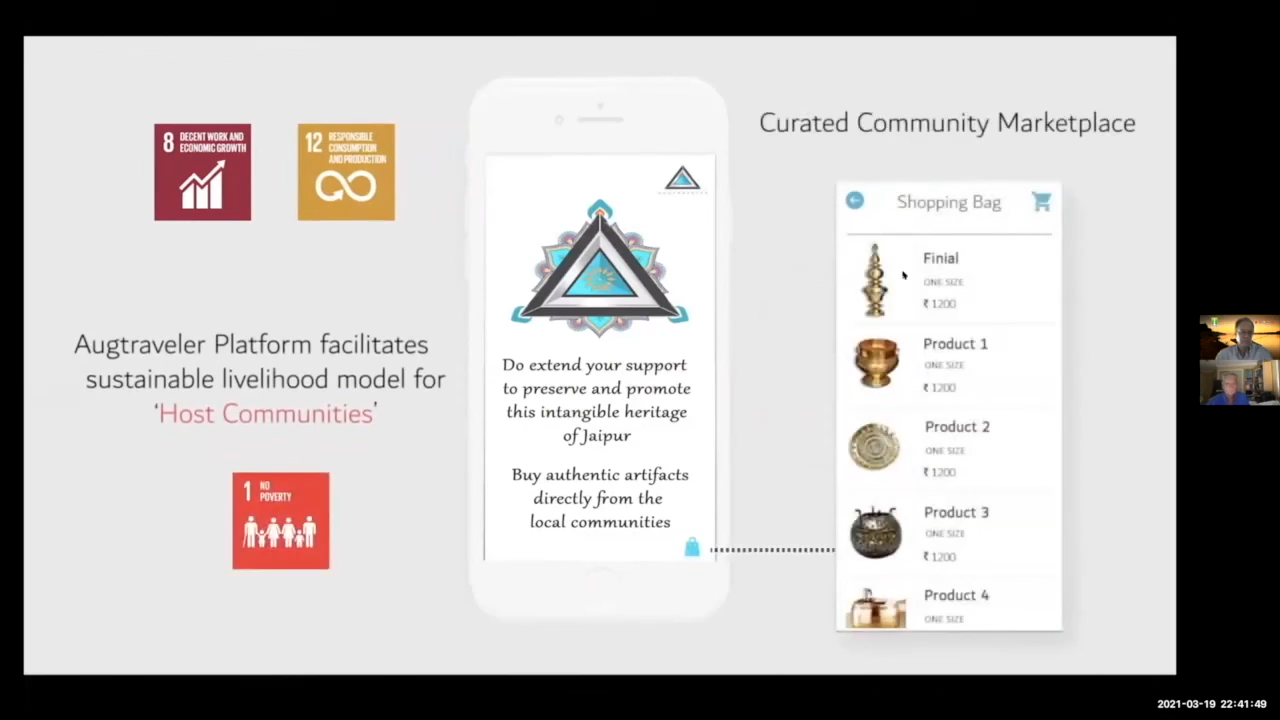 8 DECENT WORK AND
ECONOMIC GROWTH
12 RESPONSIBLE
CONSUMPTION
AND PRODUCTION
Augtraveler Platform facilitates
sustainable livelihood model for
‘Host Communities’
1 NO
POVERTY
Do extend your support
to preserve and promote
this intangible heritage
of Jaipur
Buy authentic artifacts
directly from the
local communities
Curated Community Marketplace
Shopping Bag
Finial
ONE SIZE
₹ 1200
Product 1
ONE SIZE
₹ 1200
Product 2
ONE SIZE
₹ 1200
Product 3
ONE SIZE
₹ 1200
Product 4
ONE SIZE
2021-03-19 22:41:49